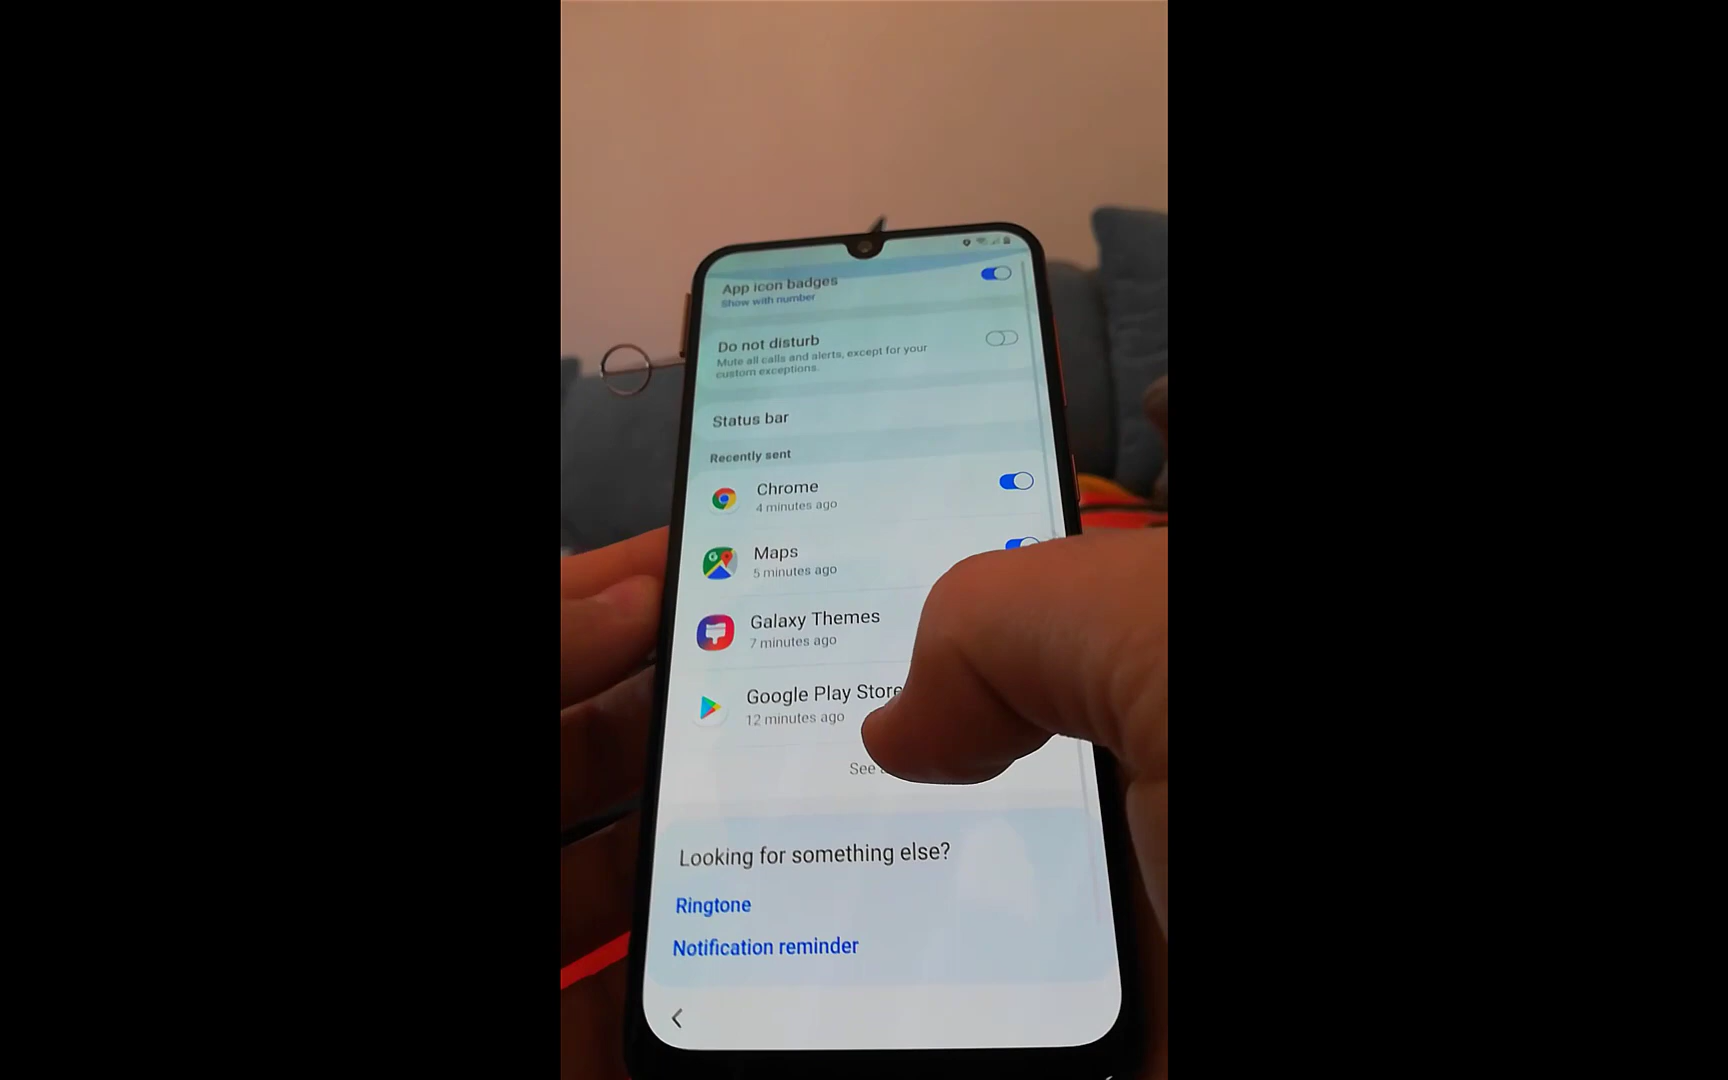 App icon badges
Show with number
Do not disturb
Mute all calls and alerts, except for your
custom exceptions.
Status bar
Recently sent
Chrome
4 minutes ago
Maps
5 minutes ago
Galaxy Themes
7 minutes ago
Google Play Store
12 minutes ago
See
Looking for something else?
Ringtone
Notification reminder